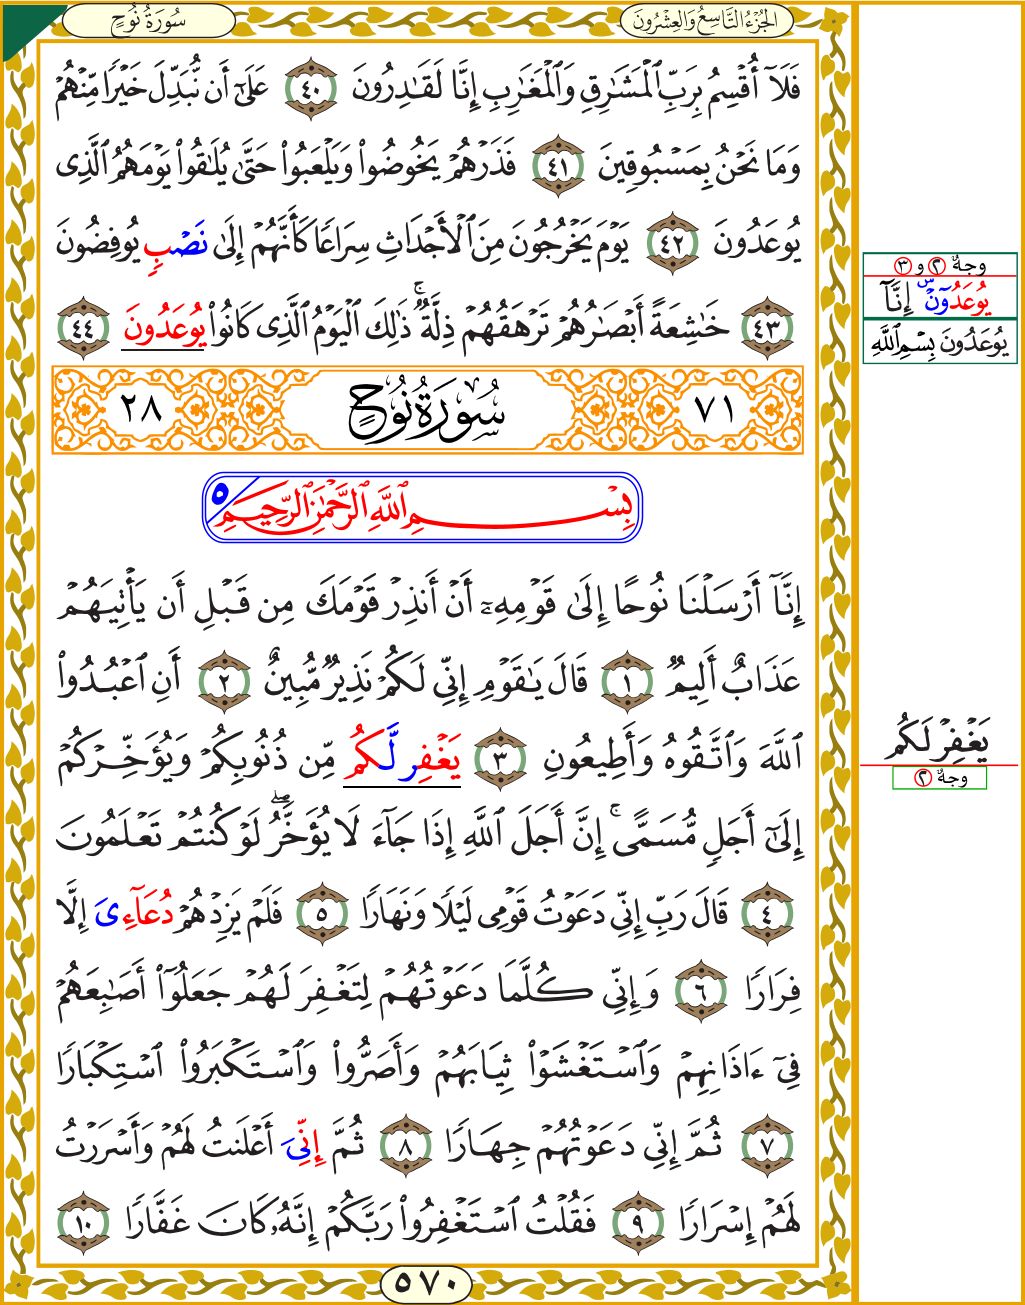 الجُزْءُ التَّاسِعُ وَالعِشْرُونَ
سُورَةُ نُوحٍ
فَلَآ أُقْسِمُ بِرَبِّ ٱلْمَشَٰرِقِ وَٱلْمَغَٰرِبِ إِنَّا لَقَٰدِرُونَ ٤٠ عَلَىٰٓ أَن نُّبَدِّلَ خَيْرًا مِّنْهُمْ
وَمَا نَحْنُ بِمَسْبُوقِينَ ٤١ فَذَرْهُمْ يَخُوضُوا۟ وَيَلْعَبُوا۟ حَتَّىٰ يُلَٰقُوا۟ يَوْمَهُمُ ٱلَّذِى
يُوعَدُونَ ٤٢ يَوْمَ يَخْرُجُونَ مِنَ ٱلْأَجْدَاثِ سِرَاعًا كَأَنَّهُمْ إِلَىٰ نَصْبٍ يُوفِضُونَ
٤٣ خَٰشِعَةً أَبْصَٰرُهُمْ تَرْهَقُهُمْ ذِلَّةٌ ۚ ذَٰلِكَ ٱلْيَوْمُ ٱلَّذِى كَانُوا۟ يُوعَدُونَ ٤٤
٧١ سُورَةُ نُوحٍ ٢٨
بِسْمِ ٱللَّهِ ٱلرَّحْمَٰنِ ٱلرَّحِيمِ ٥
إِنَّآ أَرْسَلْنَا نُوحًا إِلَىٰ قَوْمِهِۦٓ أَنْ أَنذِرْ قَوْمَكَ مِن قَبْلِ أَن يَأْتِيَهُمْ
عَذَابٌ أَلِيمٌ ١ قَالَ يَٰقَوْمِ إِنِّى لَكُمْ نَذِيرٌ مُّبِينٌ ٢ أَنِ ٱعْبُدُوا۟
ٱللَّهَ وَٱتَّقُوهُ وَأَطِيعُونِ ٣ يَغْفِر لَّكُم مِّن ذُنُوبِكُمْ وَيُؤَخِّرْكُمْ
إِلَىٰٓ أَجَلٍ مُّسَمًّى ۚ إِنَّ أَجَلَ ٱللَّهِ إِذَا جَآءَ لَا يُؤَخَّرُ ۖ لَوْ كُنتُمْ تَعْلَمُونَ
٤ قَالَ رَبِّ إِنِّى دَعَوْتُ قَوْمِى لَيْلًا وَنَهَارًا ٥ فَلَمْ يَزِدْهُمْ دُعَآءِىَ إِلَّا
فِرَارًا ٦ وَإِنِّى كُلَّمَا دَعَوْتُهُمْ لِتَغْفِرَ لَهُمْ جَعَلُوٓا۟ أَصَٰبِعَهُمْ
فِىٓ ءَاذَانِهِمْ وَٱسْتَغْشَوْا۟ ثِيَابَهُمْ وَأَصَرُّوا۟ وَٱسْتَكْبَرُوا۟ ٱسْتِكْبَارًا
٧ ثُمَّ إِنِّى دَعَوْتُهُمْ جِهَارًا ٨ ثُمَّ إِنِّىَ أَعْلَنتُ لَهُمْ وَأَسْرَرْتُ
لَهُمْ إِسْرَارًا ٩ فَقُلْتُ ٱسْتَغْفِرُوا۟ رَبَّكُمْ إِنَّهُۥ كَانَ غَفَّارًا ١٠
٥٧٠
وجهٌ ٢ و ٣
يُوعَدُونَ ۜ إِنَّآ
يُوعَدُونَ بِسْمِ ٱللَّهِ
يَغْفِرْ لَكُم
وجهٌ ٢